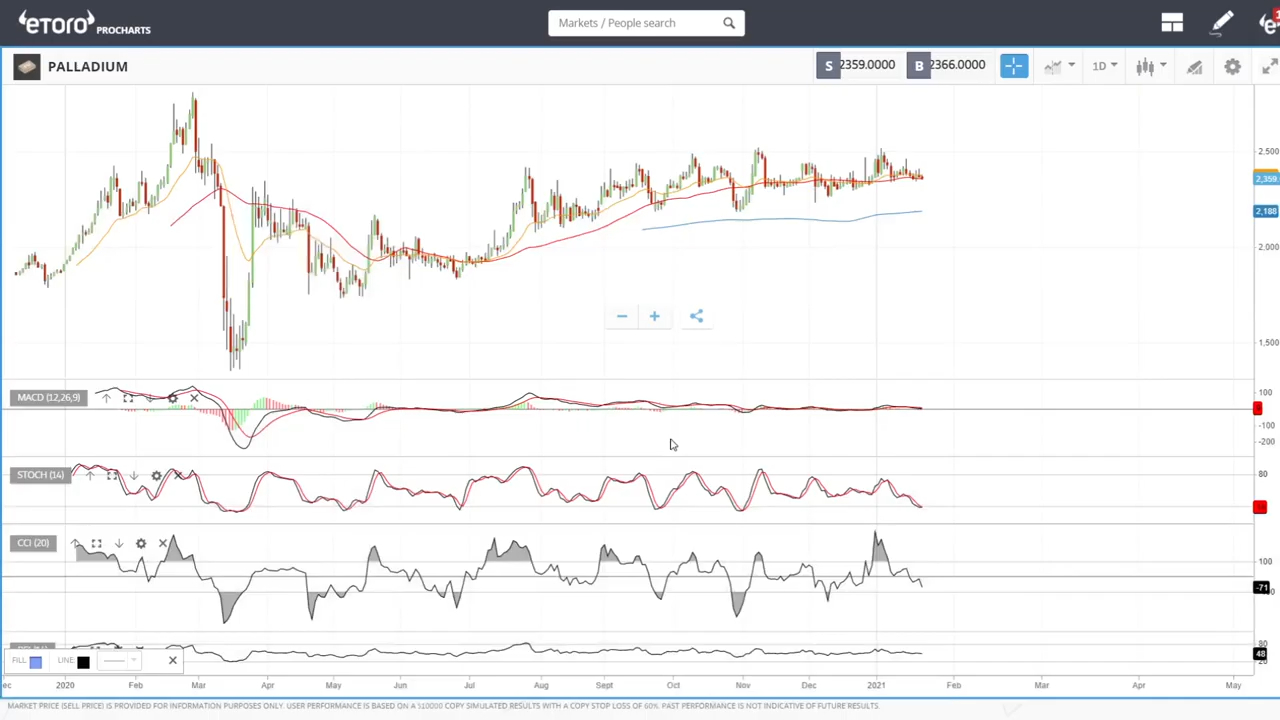 eTORO PROCHARTS
Markets / People search
PALLADIUM
S 2359.0000 B 2366.0000 1D
2.500
2,359
2,188
2.000
1,500
MACD (12,26,9)
100
-100
-200
STOCH (14)
80
CCI (20)
100
-71
80
FILL LINE:
48
20
2020 Feb Mar Apr May Jun Jul Aug Sept Oct Nov Dec 2021 Feb Mar Apr May
MARKET PRICE (SELL PRICE) IS PROVIDED FOR INFORMATION PURPOSES ONLY. USER PERFORMANCE IS BASED ON A $10000 COPY SIMULATED RESULTS WITH A COPY STOP LOSS OF 60%. PAST PERFORMANCE IS NOT INDICATIVE OF FUTURE RESULTS.